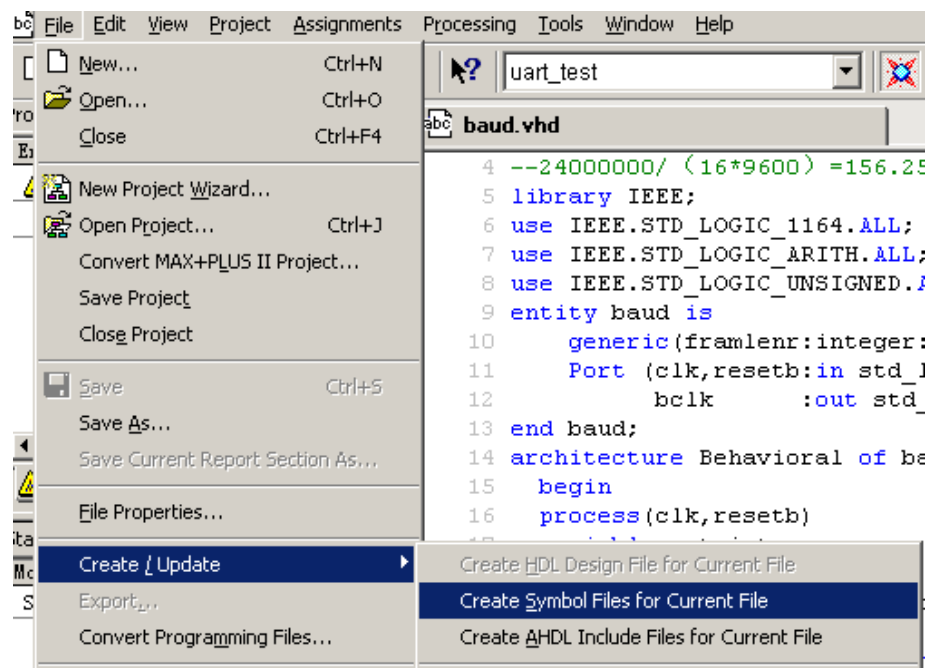 File Edit View Project Assignments Processing Tools Window Help
New... Ctrl+N
Open... Ctrl+O
Close Ctrl+F4
New Project Wizard...
Open Project... Ctrl+J
Convert MAX+PLUS II Project...
Save Project
Close Project
Save Ctrl+S
Save As...
Save Current Report Section As...
File Properties...
Create / Update
Export...
Convert Programming Files...
Create HDL Design File for Current File
Create Symbol Files for Current File
Create AHDL Include Files for Current File
uart_test
abc baud.vhd
4 --24000000/（16*9600）=156.25
5 library IEEE;
6 use IEEE.STD_LOGIC_1164.ALL;
7 use IEEE.STD_LOGIC_ARITH.ALL;
8 use IEEE.STD_LOGIC_UNSIGNED.A
9 entity baud is
10 generic(framlenr:integer:
11 Port (clk,resetb:in std_l
12 bclk :out std_
13 end baud;
14 architecture Behavioral of ba
15 begin
16 process(clk,resetb)